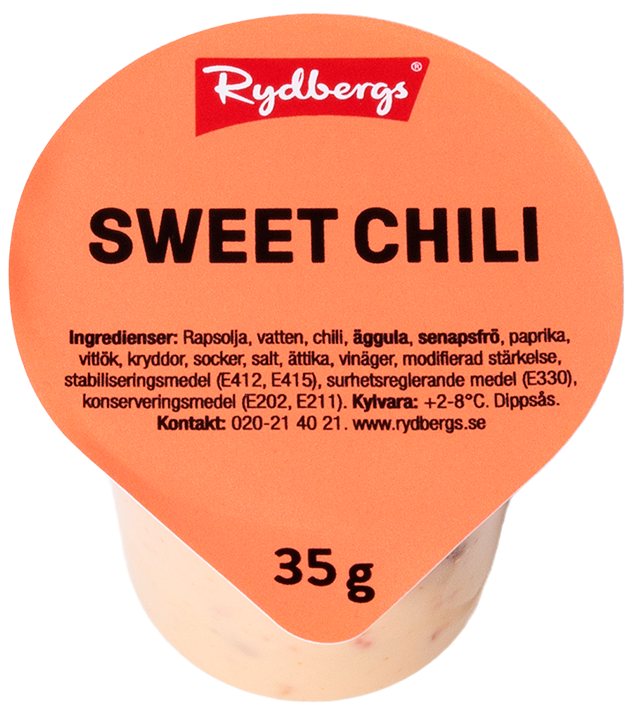 Rydbergs®
SWEET CHILI
Ingredienser: Rapsolja, vatten, chili, äggula, senapsfrö, paprika,
vitlök, kryddor, socker, salt, ättika, vinäger, modifierad stärkelse,
stabiliseringsmedel (E412, E415), surhetsreglerande medel (E330),
konserveringsmedel (E202, E211). Kylvara: +2-8°C. Dippsås.
Kontakt: 020-21 40 21. www.rydbergs.se
35 g